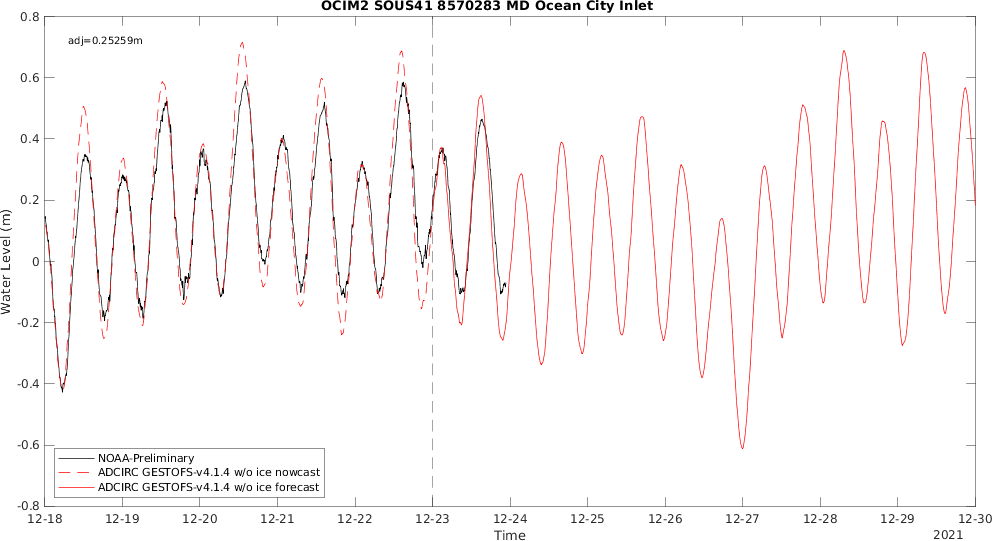 OCIM2 SOUS41 8570283 MD Ocean City Inlet
adj=0.25259m
0.8
0.6
0.4
0.2
0
-0.2
-0.4
-0.6
-0.8
Water Level (m)
NOAA-Preliminary
ADCIRC GESTOFS-v4.1.4 w/o ice nowcast
ADCIRC GESTOFS-v4.1.4 w/o ice forecast
12-18 12-19 12-20 12-21 12-22 12-23 12-24 12-25 12-26 12-27 12-28 12-29 12-30
Time
2021